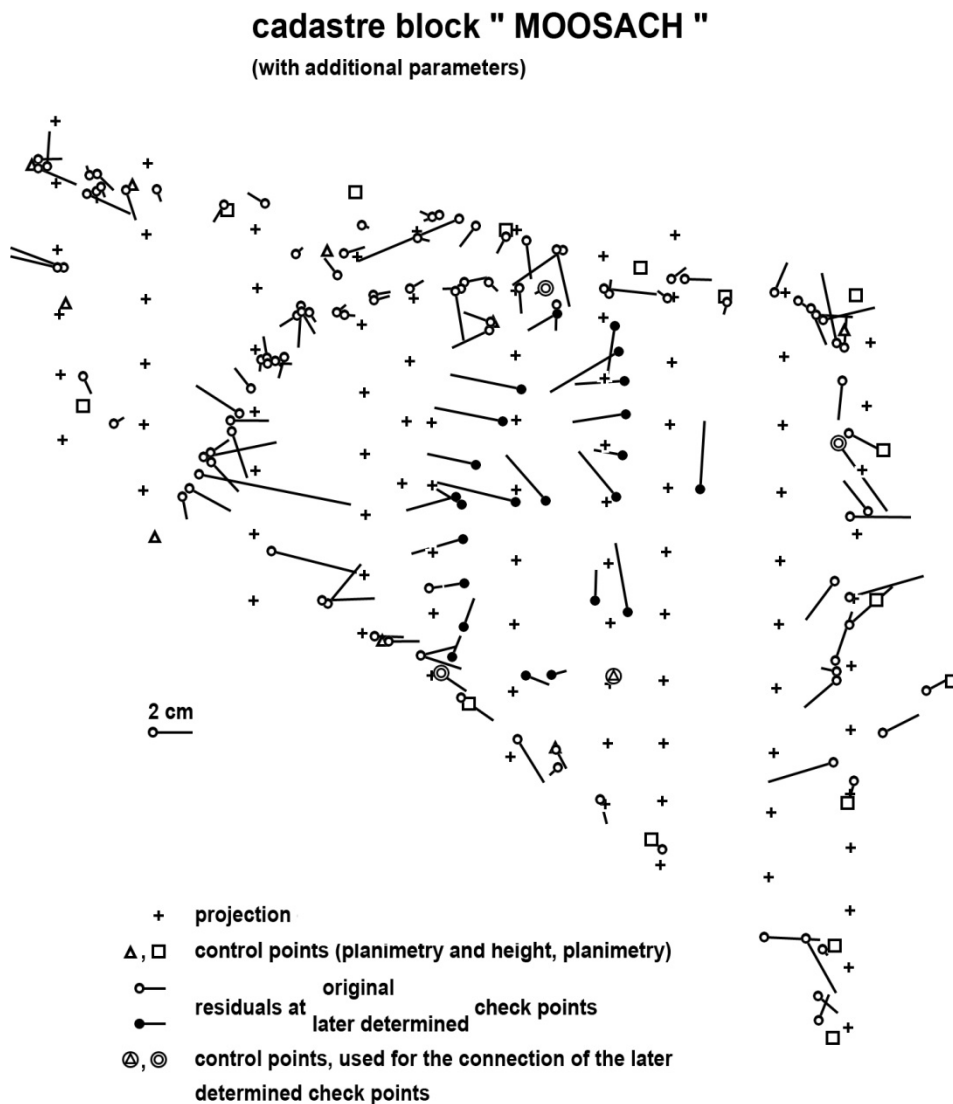 cadastre block " MOOSACH "
(with additional parameters)
2 cm
projection
control points (planimetry and height, planimetry)
residuals at original later determined check points
control points, used for the connection of the later
determined check points